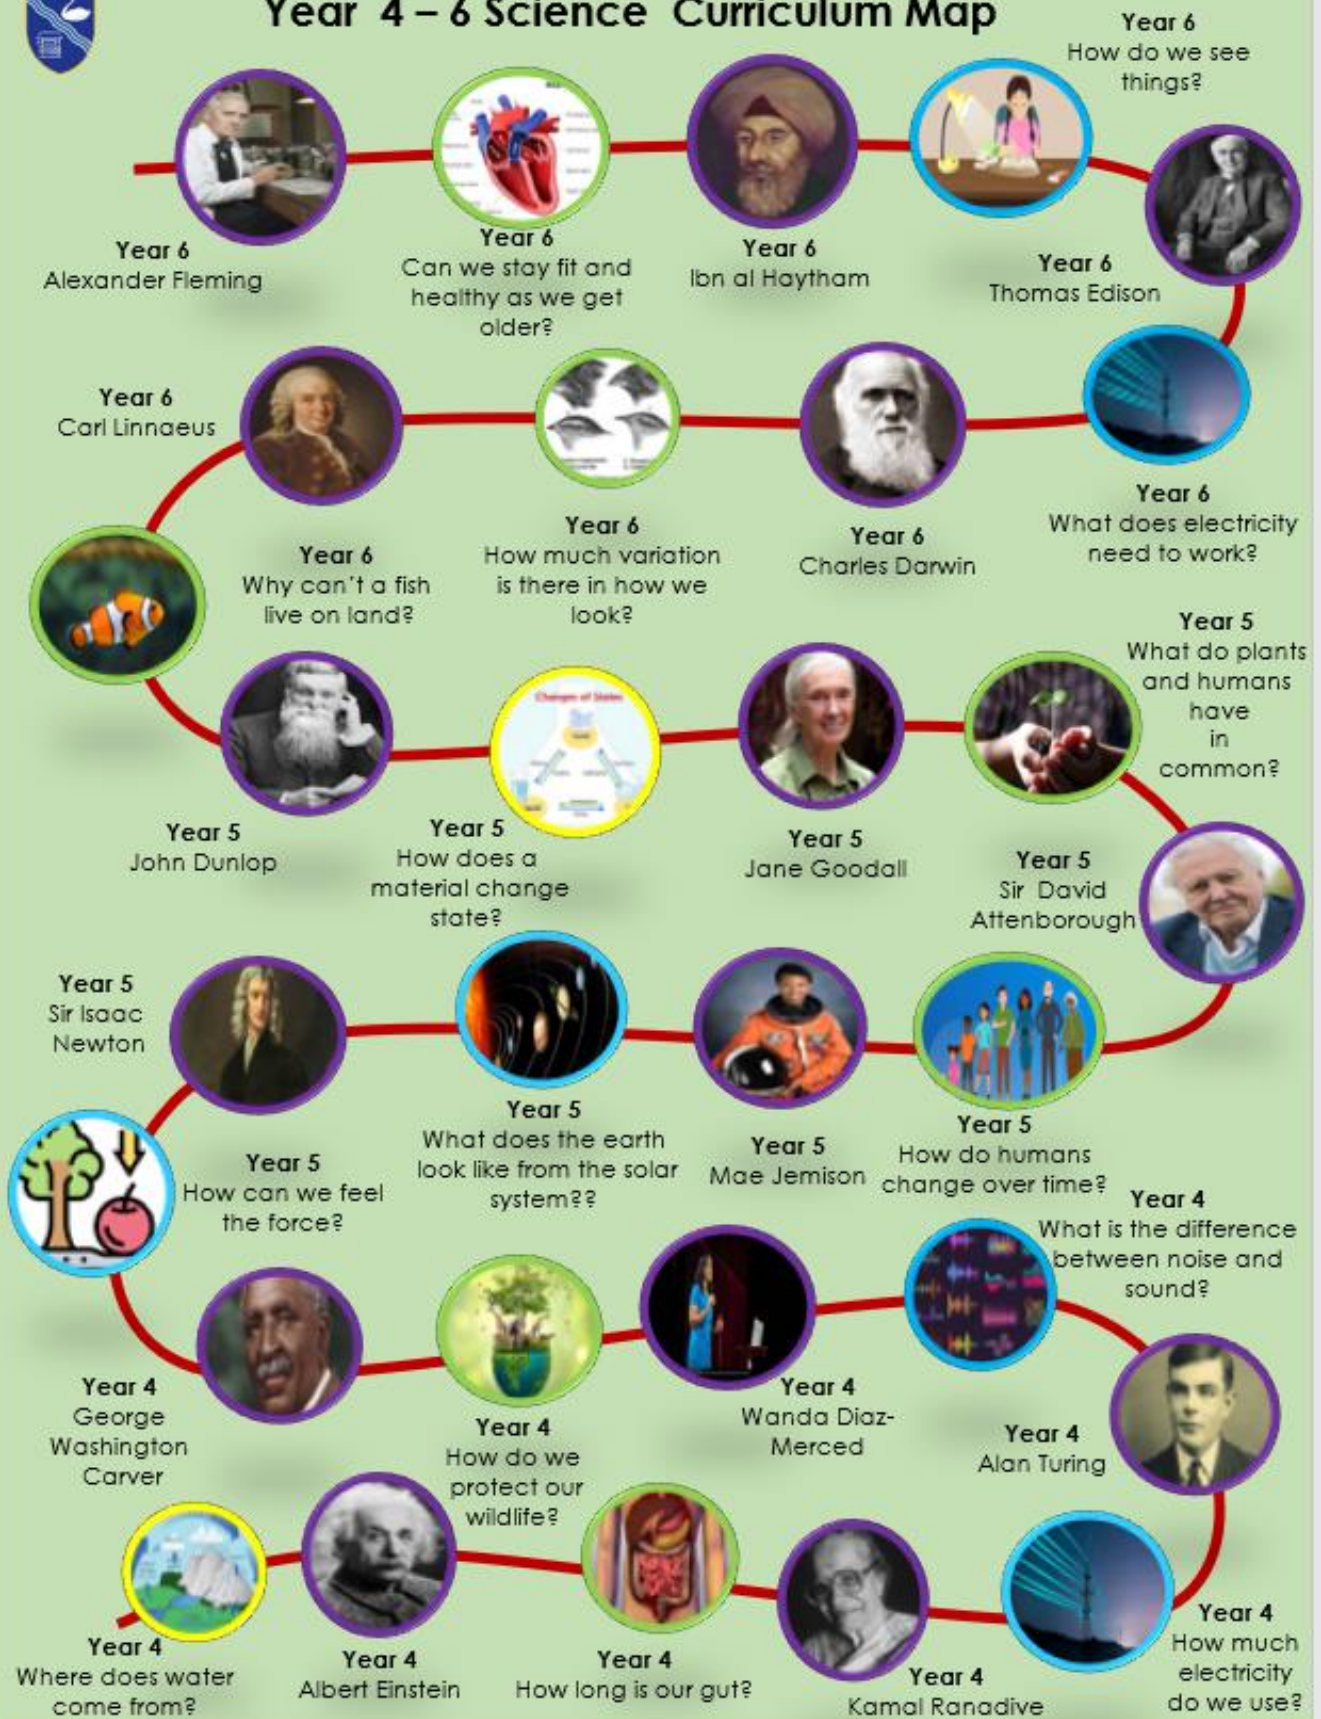 Year 4 – 6 Science Curriculum Map
Year 6
How do we see
things?
Year 6
Alexander Fleming
Year 6
Can we stay fit and
healthy as we get
older?
Year 6
Ibn al Haytham
Year 6
Thomas Edison
Year 6
Carl Linnaeus
Year 6
Why can't a fish
live on land?
Year 6
How much variation
is there in how we
look?
Year 6
Charles Darwin
Year 6
What does electricity
need to work?
Year 5
What do plants
and humans
have
in
common?
Changes of States
Year 5
John Dunlop
Year 5
How does a
material change
state?
Year 5
Jane Goodall
Year 5
Sir David
Attenborough
Year 5
Sir Isaac
Newton
Year 5
How can we feel
the force?
Year 5
What does the earth
look like from the solar
system??
Year 5
Mae Jemison
Year 5
How do humans
change over time?
Year 4
What is the difference
between noise and
sound?
Year 4
George
Washington
Carver
Year 4
How do we
protect our
wildlife?
Year 4
Wanda Diaz-
Merced
Year 4
Alan Turing
Year 4
Where does water
come from?
Year 4
Albert Einstein
Year 4
How long is our gut?
Year 4
Kamal Ranadive
Year 4
How much
electricity
do we use?